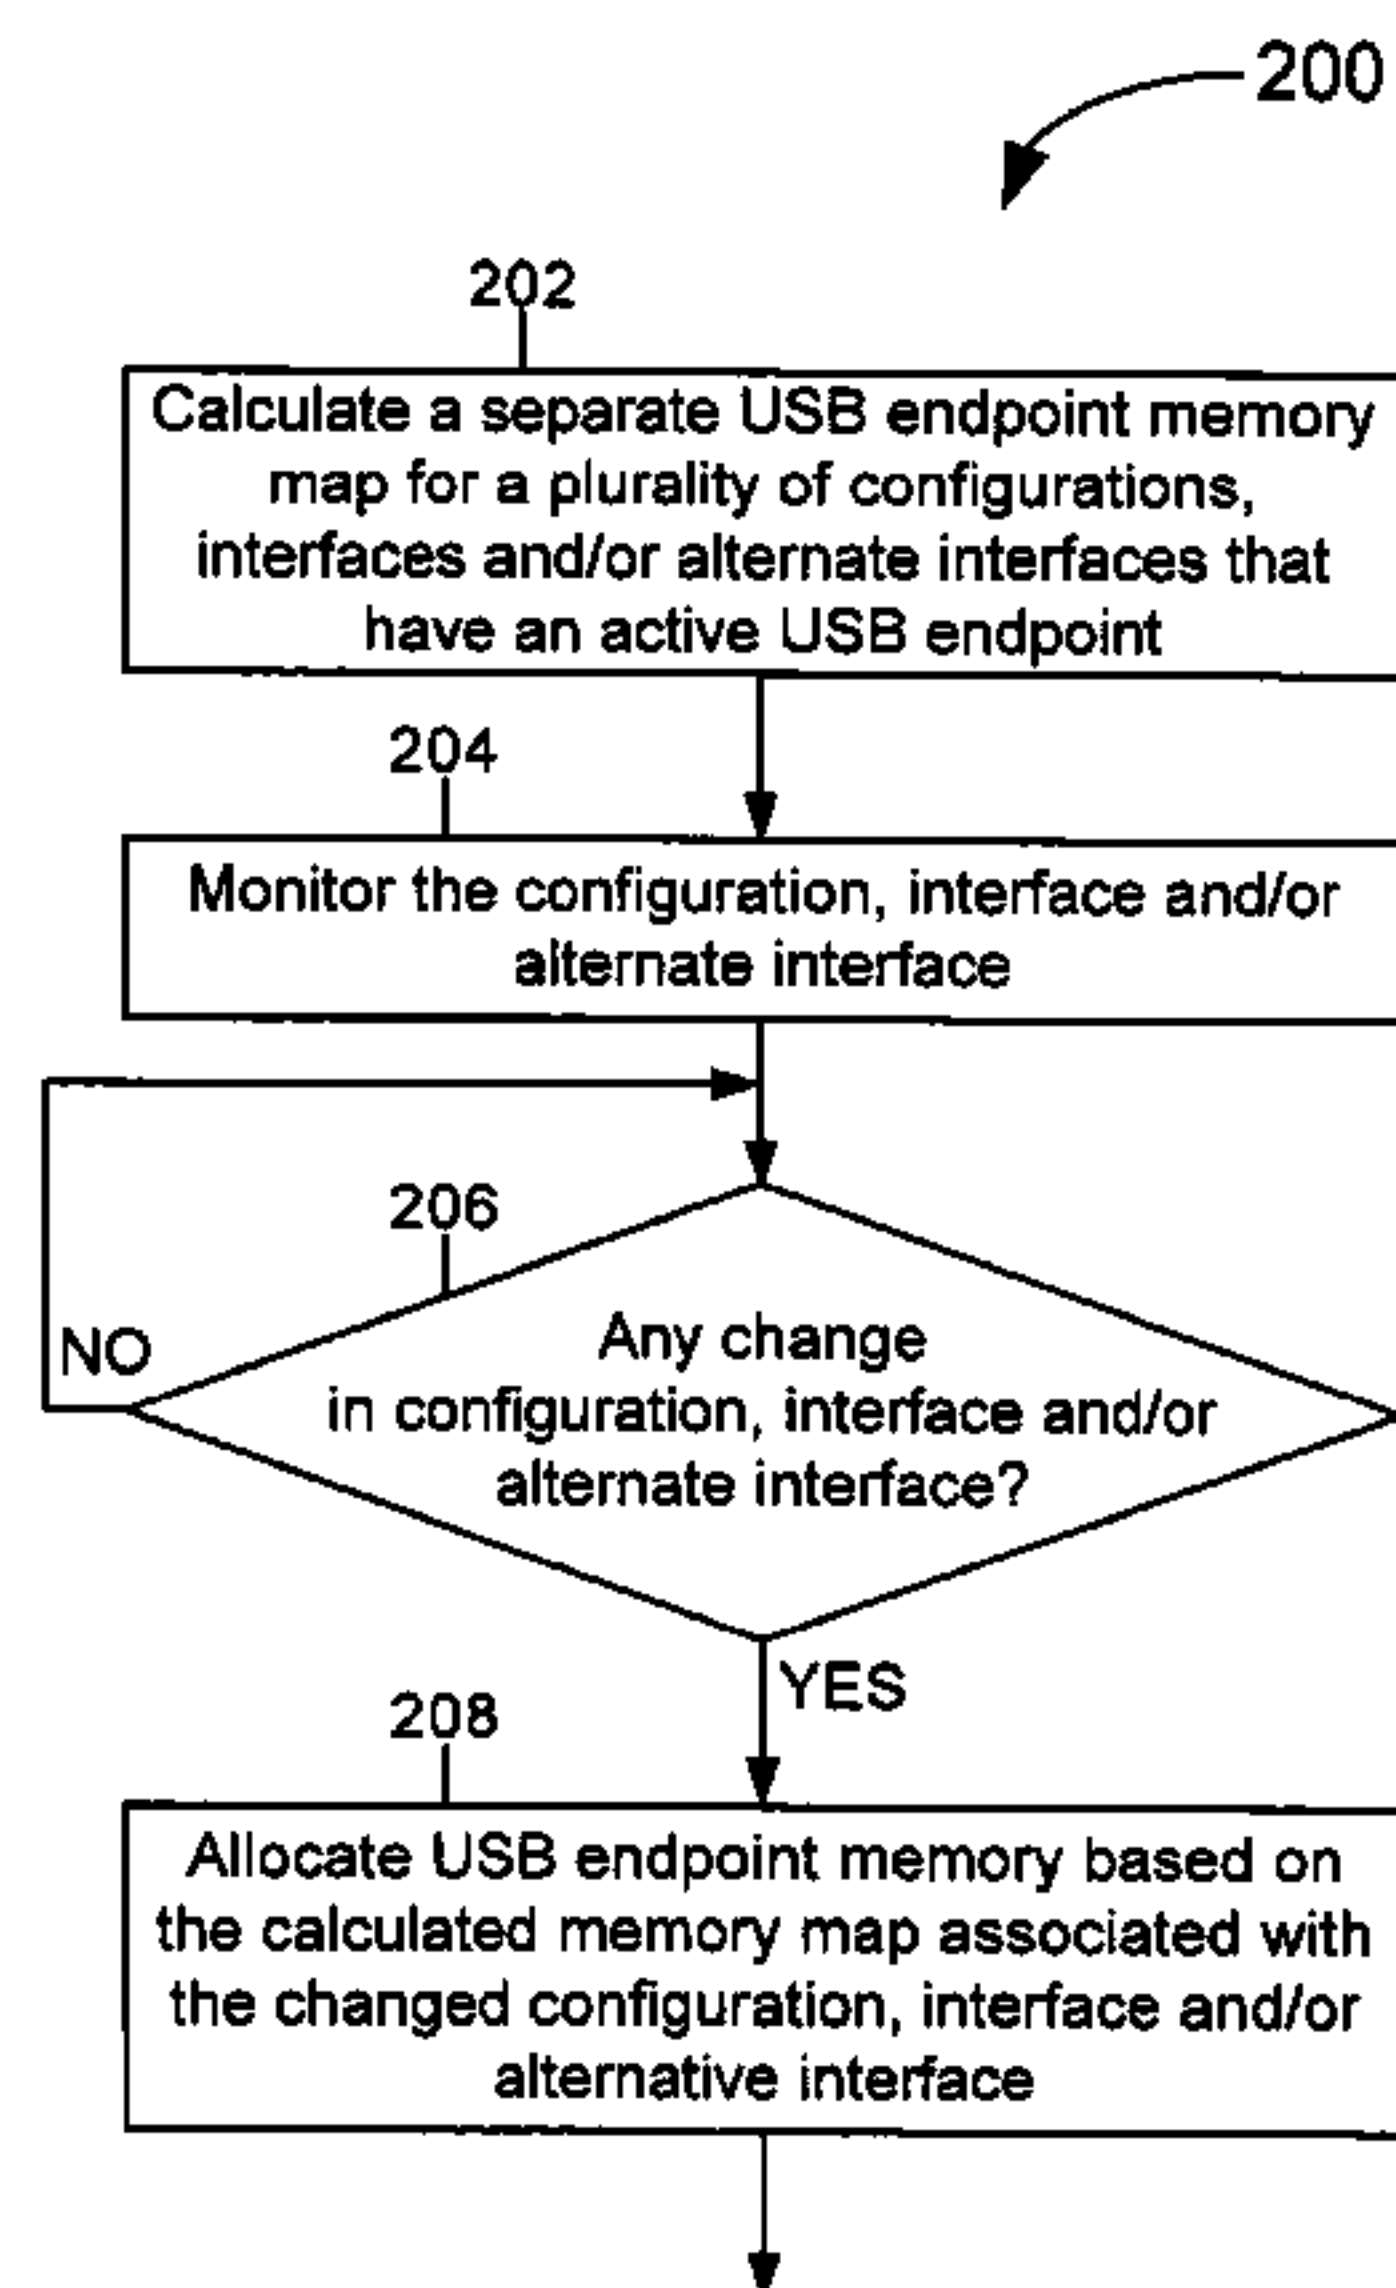 200
202
Calculate a separate USB endpoint memory
map for a plurality of configurations,
interfaces and/or alternate interfaces that
have an active USB endpoint
204
Monitor the configuration, interface and/or
alternate interface
206
NO
Any change
in configuration, interface and/or
alternate interface?
YES
208
Allocate USB endpoint memory based on
the calculated memory map associated with
the changed configuration, interface and/or
alternative interface